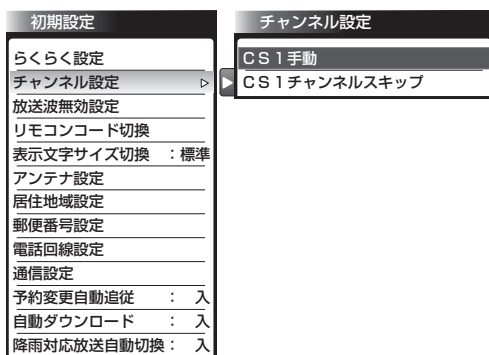 初期設定
らくらく設定
チャンネル設定
放送波無効設定
リモコンコード切換
表示文字サイズ切換 ：標準
アンテナ設定
居住地域設定
郵便番号設定
電話回線設定
通信設定
予約変更自動追従 ： 入
自動ダウンロード ： 入
降雨対応放送自動切換： 入
チャンネル設定
CS1手動
CS1チャンネルスキップ